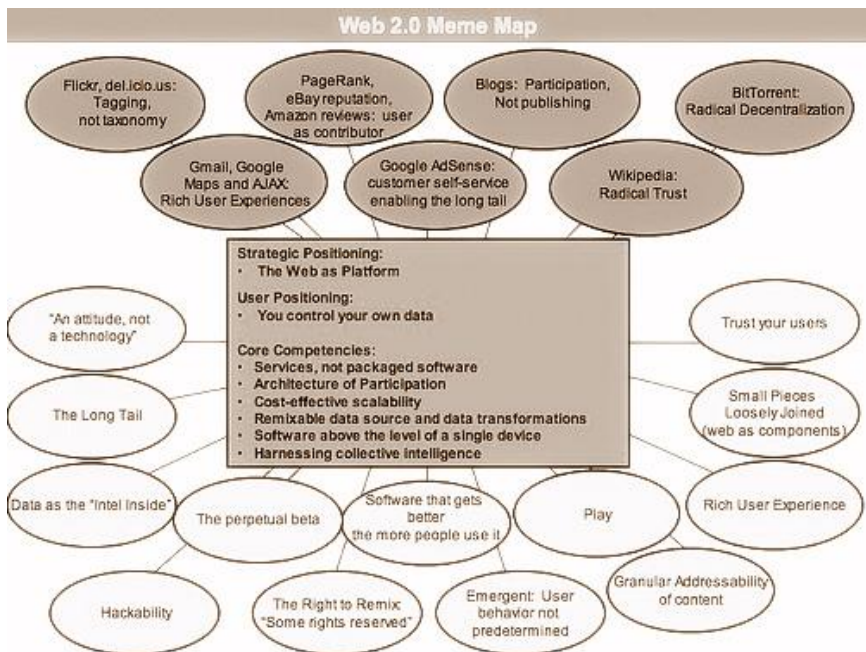 Web 2.0 Meme Map
Flickr, del.icio.us:
Tagging,
not taxonomy
PageRank,
eBay reputation,
Amazon reviews: user
as contributor
Blogs: Participation,
Not publishing
BitTorrent:
Radical Decentralization
Gmail, Google
Maps and AJAX:
Rich User Experiences
Google AdSense:
customer self-service
enabling the long tail
Wikipedia:
Radical Trust
Strategic Positioning:
• The Web as Platform
User Positioning:
• You control your own data
Core Competencies:
• Services, not packaged software
• Architecture of Participation
• Cost-effective scalability
• Remixable data source and data transformations
• Software above the level of a single device
• Harnessing collective intelligence
"An attitude, not
a technology"
Trust your users
The Long Tail
Small Pieces
Loosely Joined
(web as components)
Data as the "Intel Inside"
The perpetual beta
Software that gets
better
the more people use it
Play
Rich User Experience
Hackability
The Right to Remix:
"Some rights reserved"
Emergent: User
behavior not
predetermined
Granular Addressability
of content